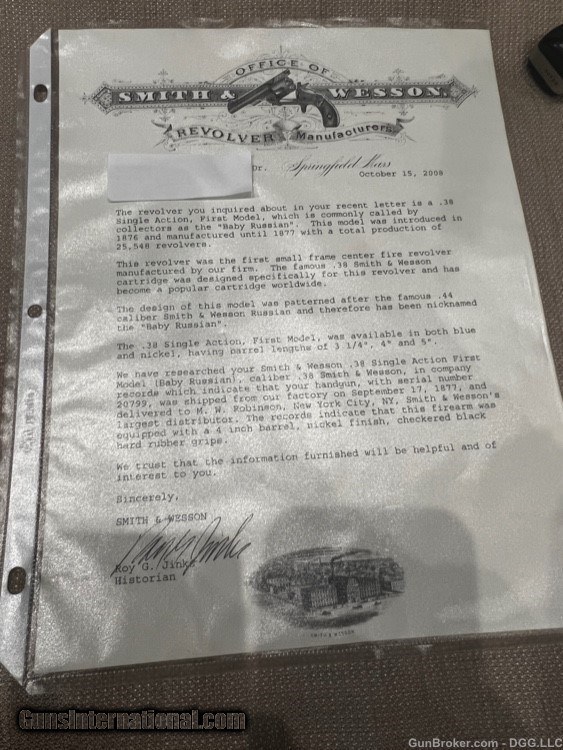 OFFICE OF
SMITH & WESSON.
REVOLVER Manufacturers.
Dr.
Springfield Mass
October 15, 2008
The revolver you inquired about in your recent letter is a .38
Single Action, First Model, which is commonly called by
collectors as the "Baby Russian". This model was introduced in
1876 and manufactured until 1877 with a total production of
25,548 revolvers.
This revolver was the first small frame center fire revolver
manufactured by our firm. The famous .38 Smith & Wesson
cartridge was designed specifically for this revolver and has
become a popular cartridge worldwide.
The design of this model was patterned after the famous .44
caliber Smith & Wesson Russian and therefore has been nicknamed
the "Baby Russian".
The .38 Single Action, First Model, was available in both blue
and nickel, having barrel lengths of 3 1/4", 4" and 5".
We have researched your Smith & Wesson .38 Single Action First
Model (Baby Russian), caliber .38 Smith & Wesson, in company
records which indicate that your handgun, with serial number
20799, was shipped from our factory on September 17, 1877, and
delivered to M. W. Robinson, New York City, NY, Smith & Wesson's
largest distributor. The records indicate that this firearm was
equipped with a 4 inch barrel, nickel finish, checkered black
hard rubber grips.
We trust that the information furnished will be helpful and of
interest to you.
Sincerely,
SMITH & WESSON
Roy G. Jinks
Historian
SMITH & WESSON
GunsInternational.com
GunBroker.com - DGG.LLC